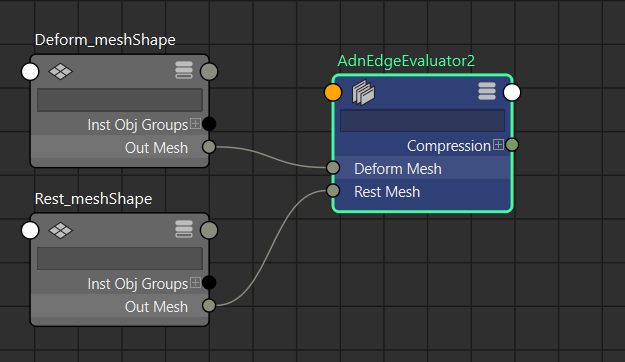 Deform_meshShape
Inst Obj Groups
Out Mesh
Rest_meshShape
Inst Obj Groups
Out Mesh
AdnEdgeEvaluator2
Compression
Deform Mesh
Rest Mesh